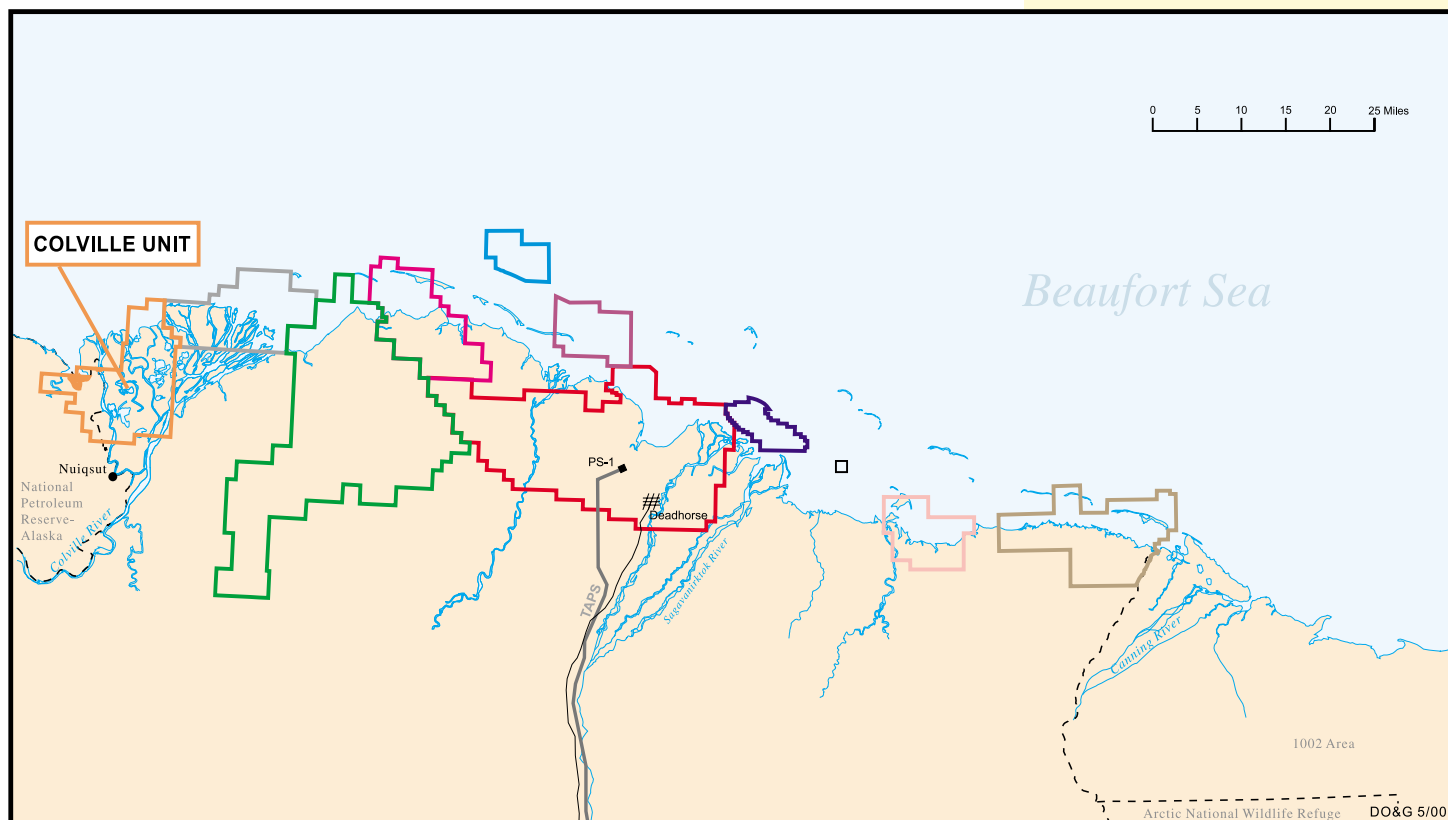 0 5 10 15 20 25 Miles
COLVILLE UNIT
Beaufort Sea
PS-1
Nuiqsut
National
Petroleum
Reserve-
Alaska
Colville River
Deadhorse
TAPS
Sagavanirktok River
Canning River
1002 Area
Arctic National Wildlife Refuge
DO&G 5/00